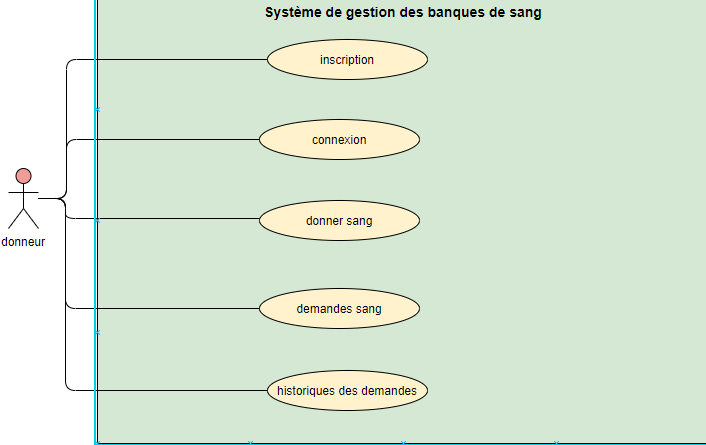 Système de gestion des banques de sang
inscription
connexion
donner sang
donneur
demandes sang
historiques des demandes